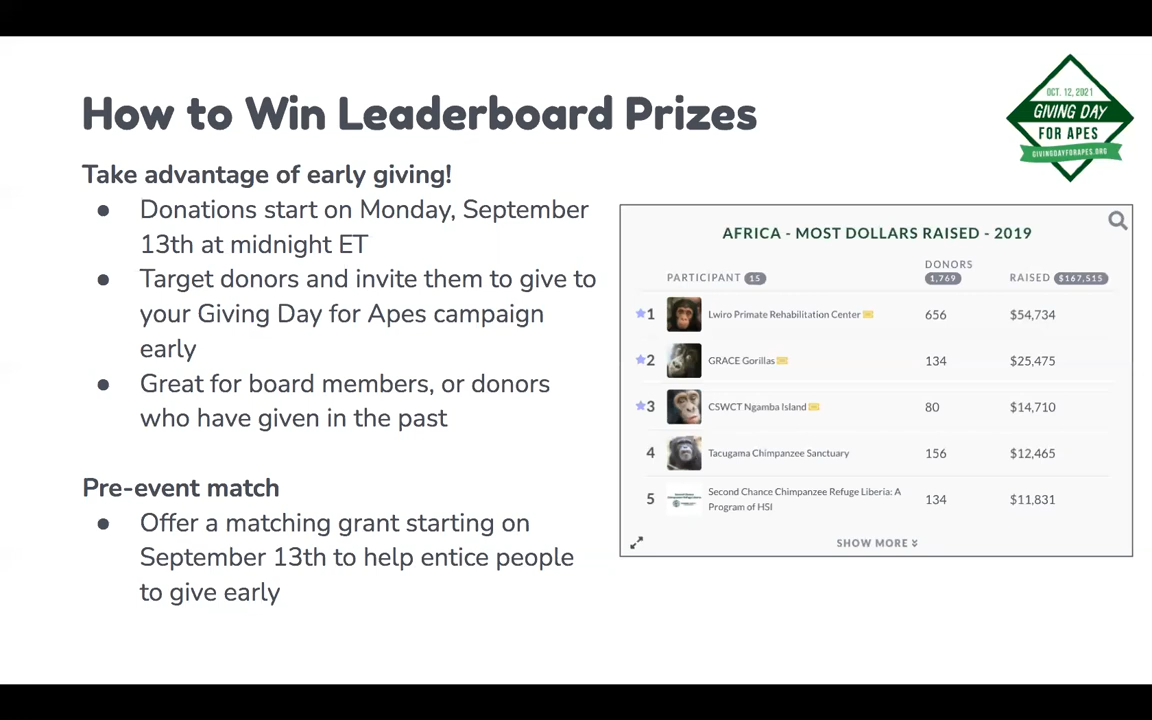 How to Win Leaderboard Prizes
OCT. 12, 2021
GIVING DAY
FOR APES
GIVINGDAYFORAPES.ORG
Take advantage of early giving!
● Donations start on Monday, September
13th at midnight ET
● Target donors and invite them to give to
your Giving Day for Apes campaign
early
● Great for board members, or donors
who have given in the past
Pre-event match
● Offer a matching grant starting on
September 13th to help entice people
to give early
AFRICA - MOST DOLLARS RAISED - 2019
PARTICIPANT 15 DONORS 1,769 RAISED $167,515
1 Lwiro Primate Rehabilitation Center 656 $54,734
2 GRACE Gorillas 134 $25,475
3 CSWCT Ngamba Island 80 $14,710
4 Tacugama Chimpanzee Sanctuary 156 $12,465
5 Second Chance Chimpanzee Refuge Liberia: A
Program of HSI 134 $11,831
SHOW MORE